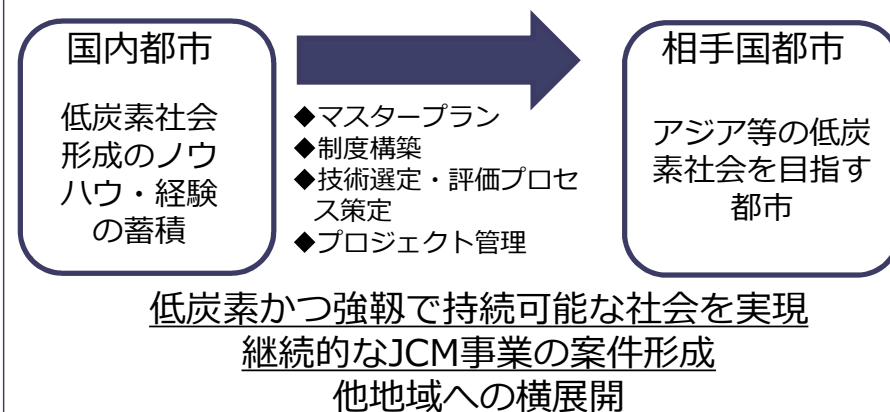 国内都市
低炭素社会
形成のノウ
ハウ・経験
の蓄積
◆マスタープラン
◆制度構築
◆技術選定・評価プロセ
ス策定
◆プロジェクト管理
相手国都市
アジア等の低炭
素社会を目指す
都市
低炭素かつ強靭で持続可能な社会を実現
継続的なJCM事業の案件形成
他地域への横展開